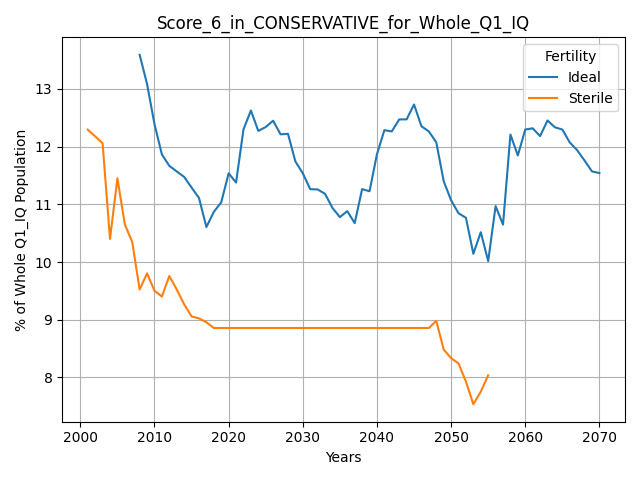 Score_6_in_CONSERVATIVE_for_Whole_Q1_IQ
Fertility
Ideal
Sterile
% of Whole Q1_IQ Population
13
12
11
10
9
8
2000 2010 2020 2030 2040 2050 2060 2070
Years